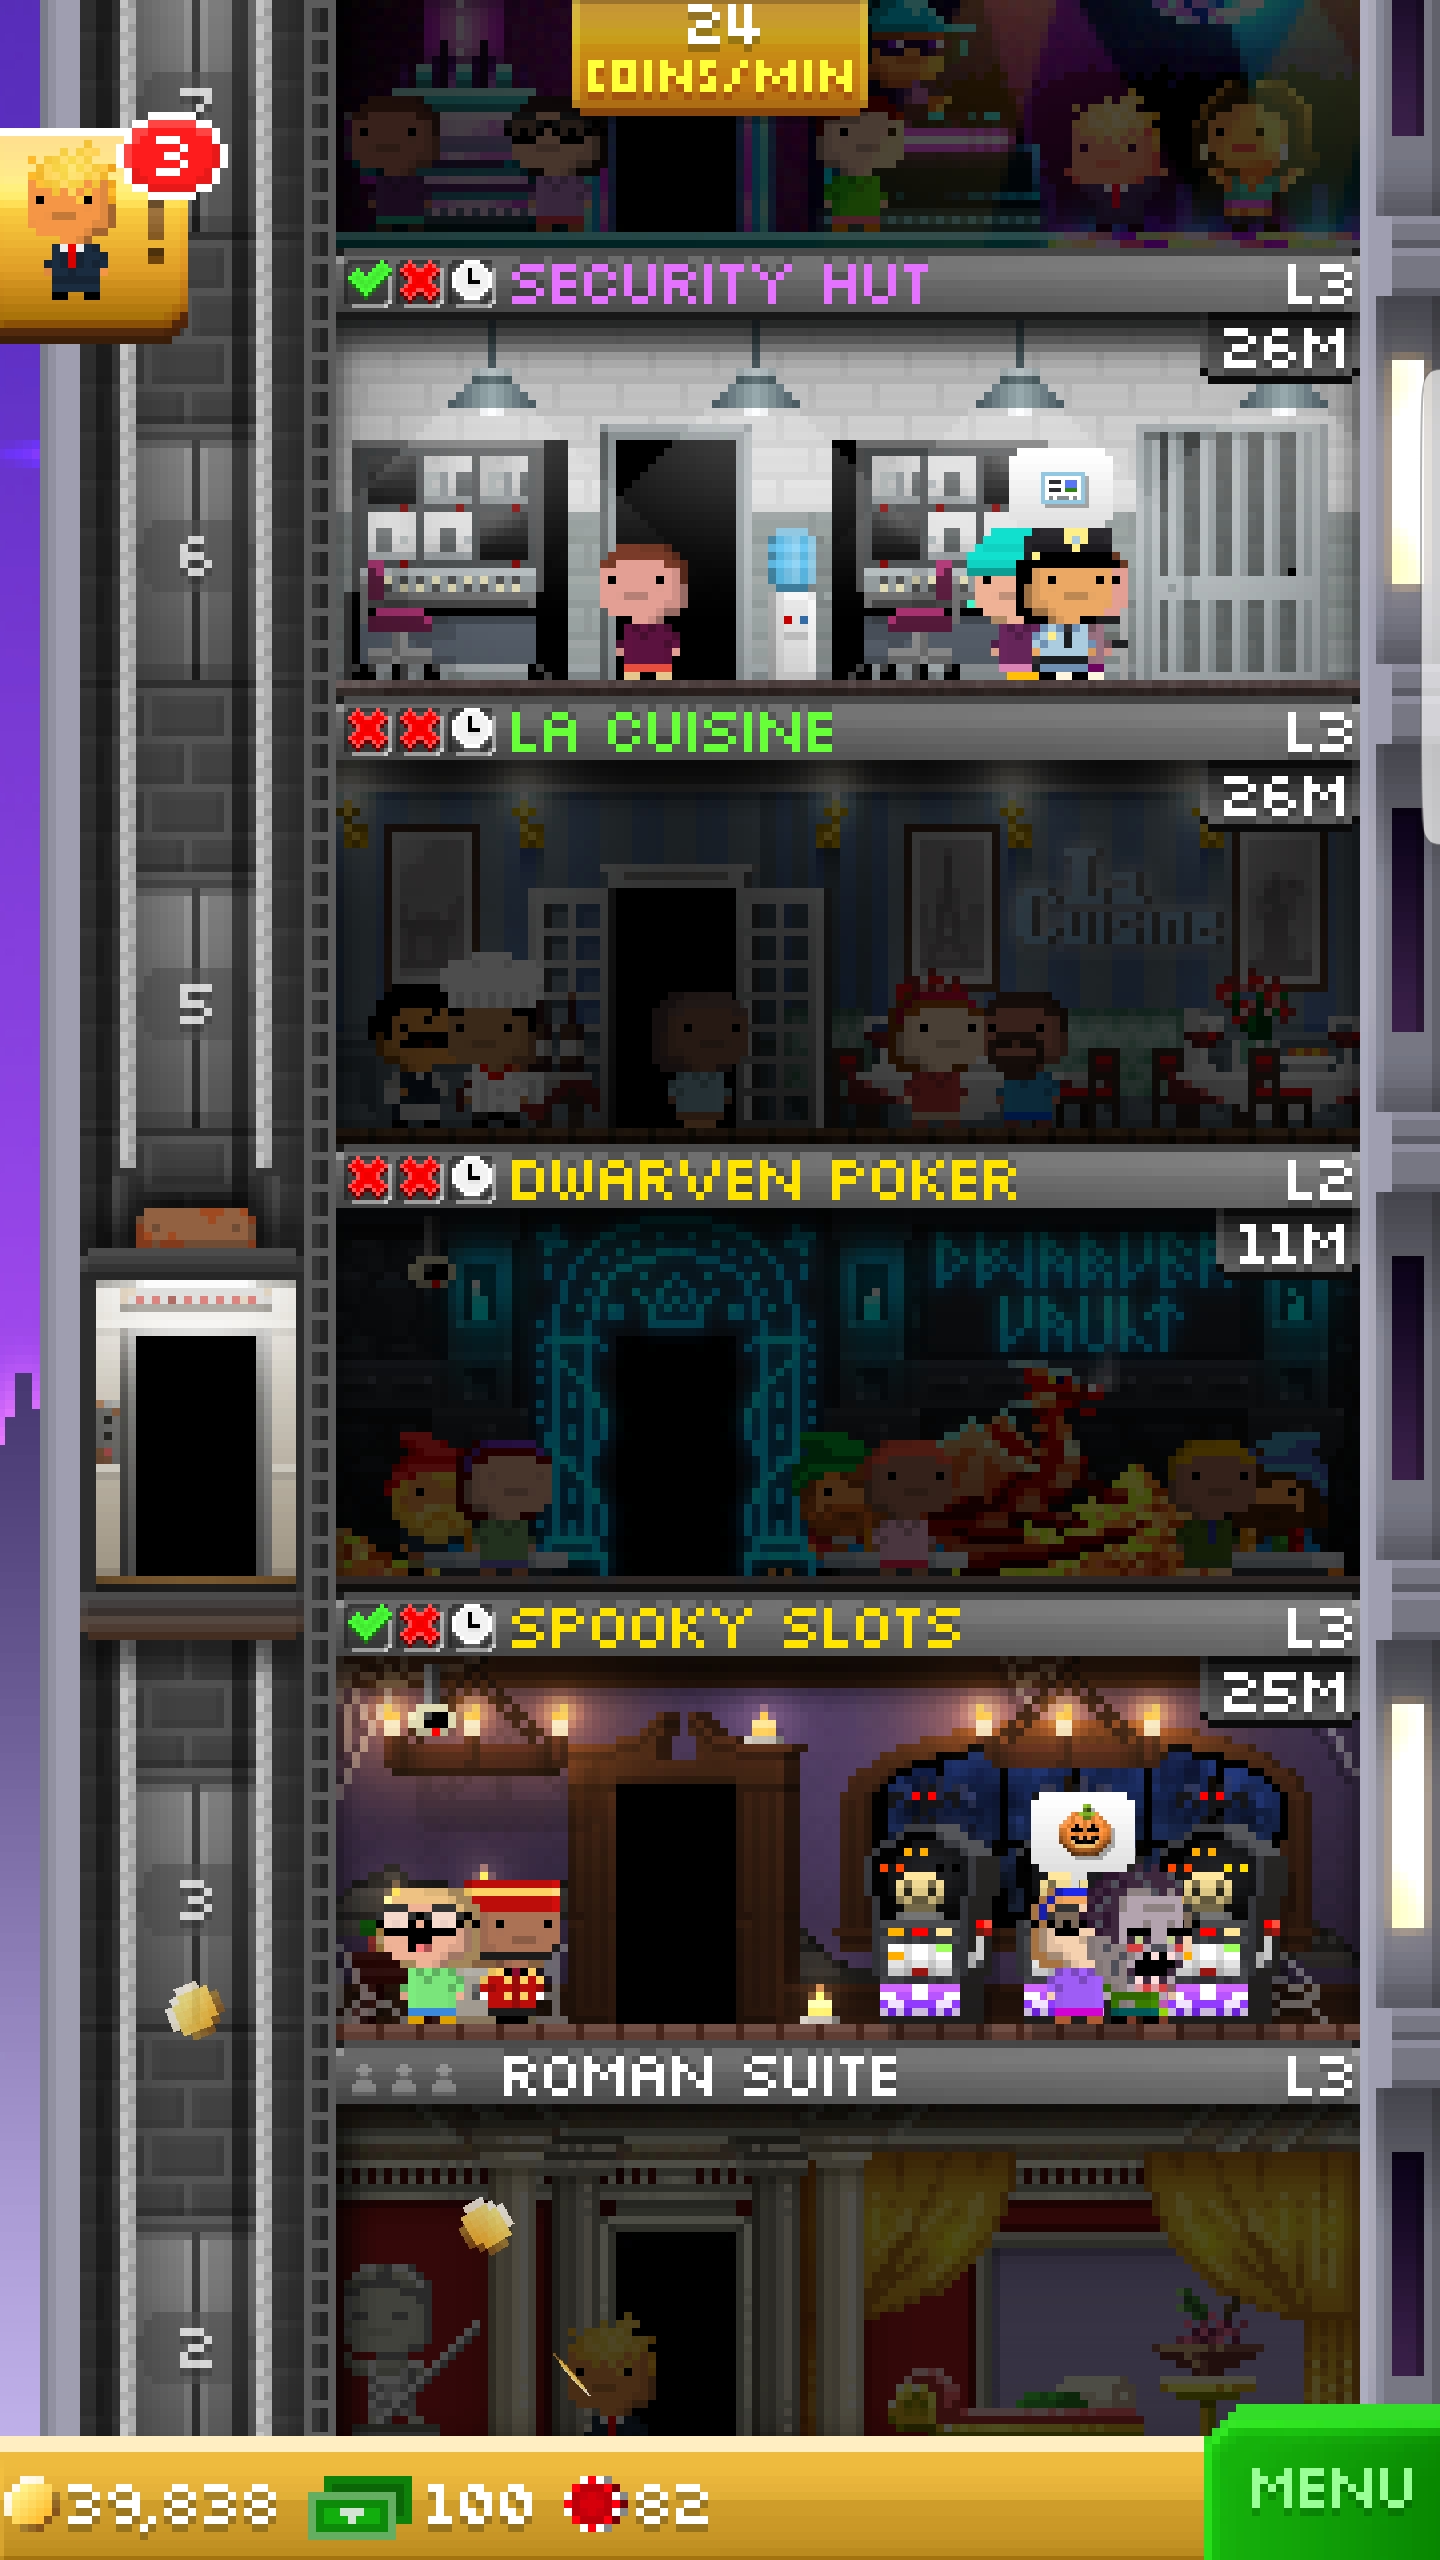 24
COINS/MIN
7
3
!
SECURITY HUT L3
26M
6
LA CUISINE L3
26M
La
Cuisine
5
DWARVEN POKER L2
11M
DWARVEN
VAULT
SPOOKY SLOTS L3
25M
3
ROMAN SUITE L3
2
39,838 100 82
MENU